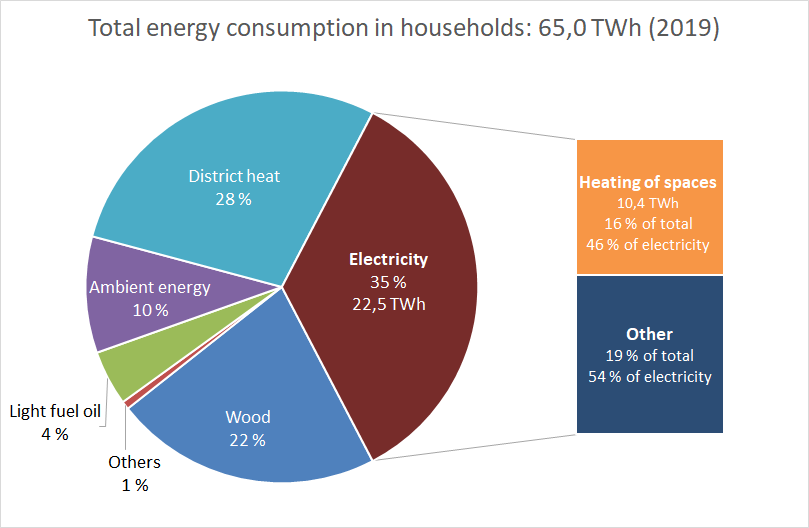 Total energy consumption in households: 65,0 TWh (2019)
District heat
28 %
Electricity
35 %
22,5 TWh
Heating of spaces
10,4 TWh
16 % of total
46 % of electricity
Ambient energy
10 %
Other
19 % of total
54 % of electricity
Light fuel oil
4 %
Wood
22 %
Others
1 %